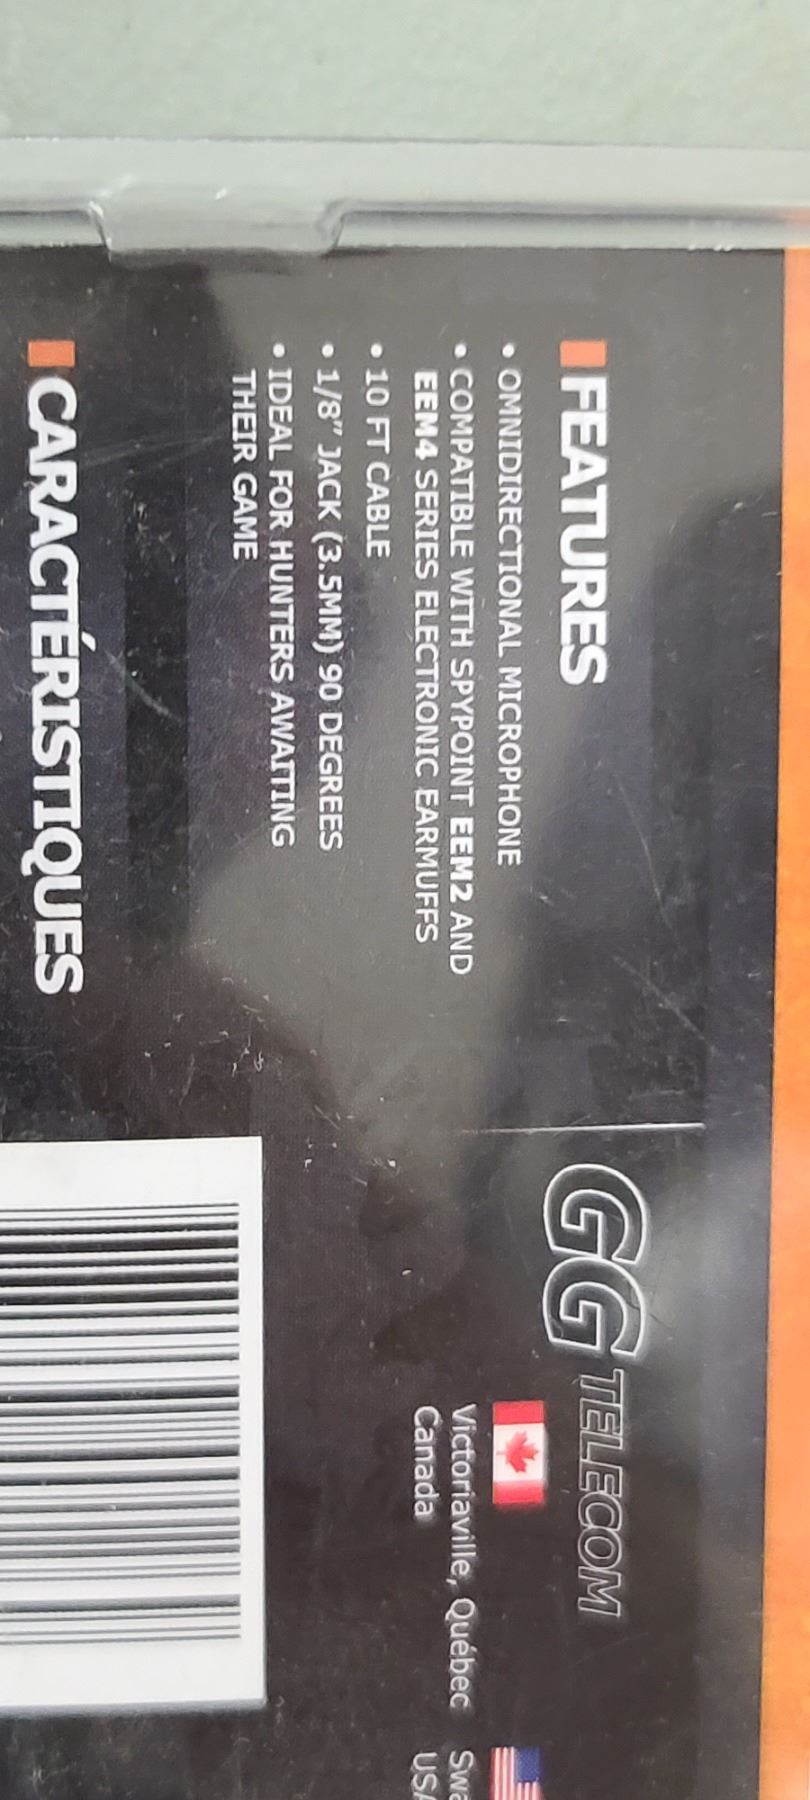 FEATURES
• OMNIDIRECTIONAL MICROPHONE
• COMPATIBLE WITH SPYPOINT EEM2 AND
EEM4 SERIES ELECTRONIC EARMUFFS
• 10 FT CABLE
• 1/8" JACK (3.5MM) 90 DEGREES
• IDEAL FOR HUNTERS AWAITING
THEIR GAME
CARACTÉRISTIQUES
GG TELECOM
Victoriaville, Québec
Canada
USA